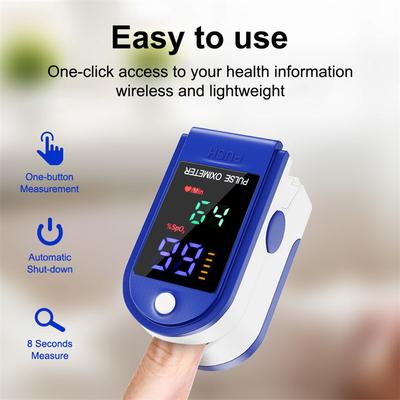 Easy to use
One-click access to your health information
wireless and lightweight
One-button
Measurement
Automatic
Shut-down
8 Seconds
Measure
PUSH
PULSE OXIMETER
/Min
64
%SpO₂
99